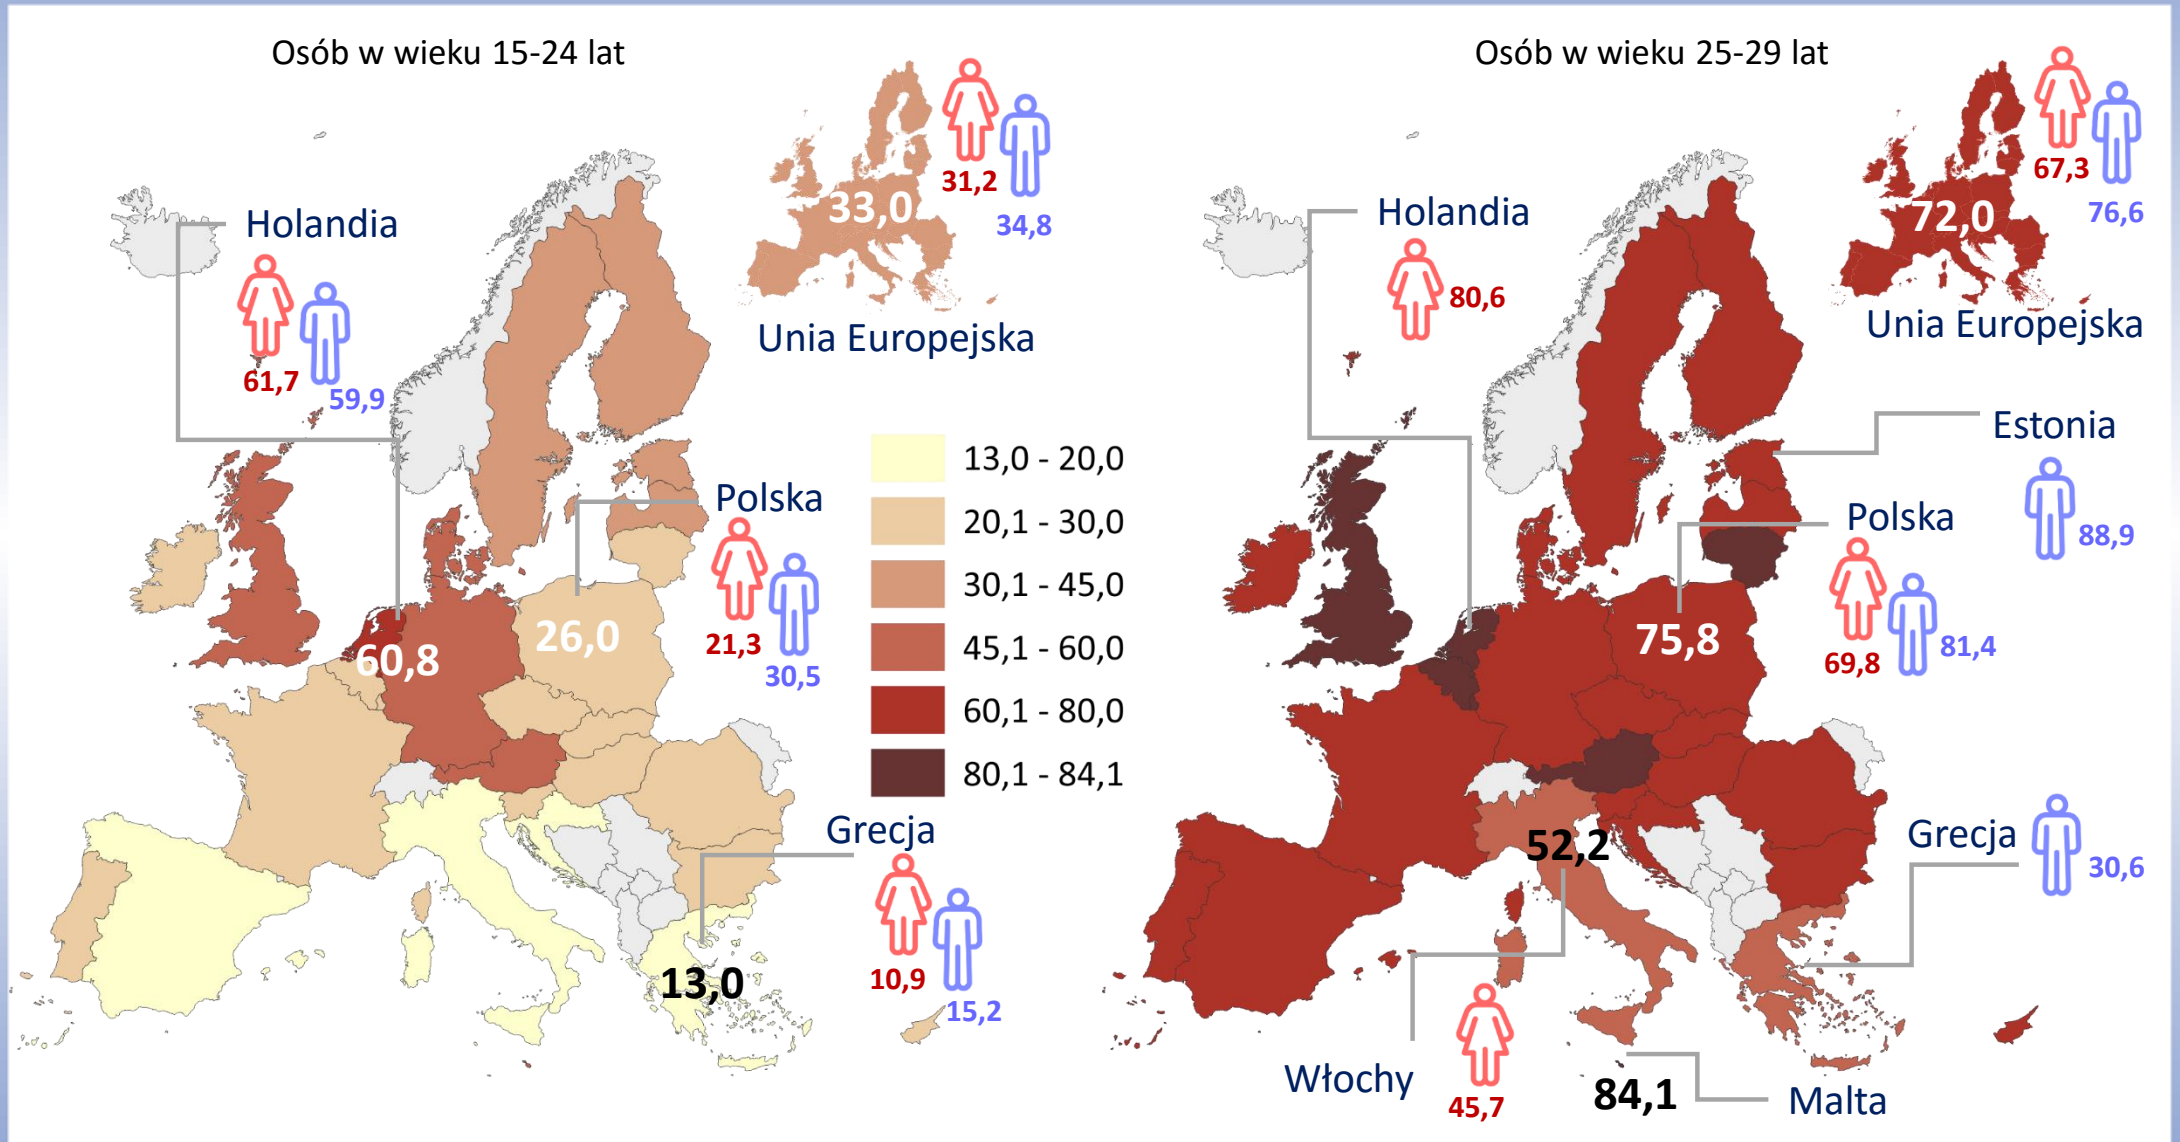 Osób w wieku 15-24 lat
33,0
31,2
34,8
Unia Europejska
Holandia
61,7
59,9
60,8
Polska
26,0
21,3
30,5
13,0 - 20,0
20,1 - 30,0
30,1 - 45,0
45,1 - 60,0
60,1 - 80,0
80,1 - 84,1
Grecja
13,0
10,9
15,2
Osób w wieku 25-29 lat
72,0
67,3
76,6
Unia Europejska
Holandia
80,6
Estonia
88,9
Polska
75,8
69,8
81,4
Grecja
30,6
52,2
Włochy
45,7
84,1
Malta